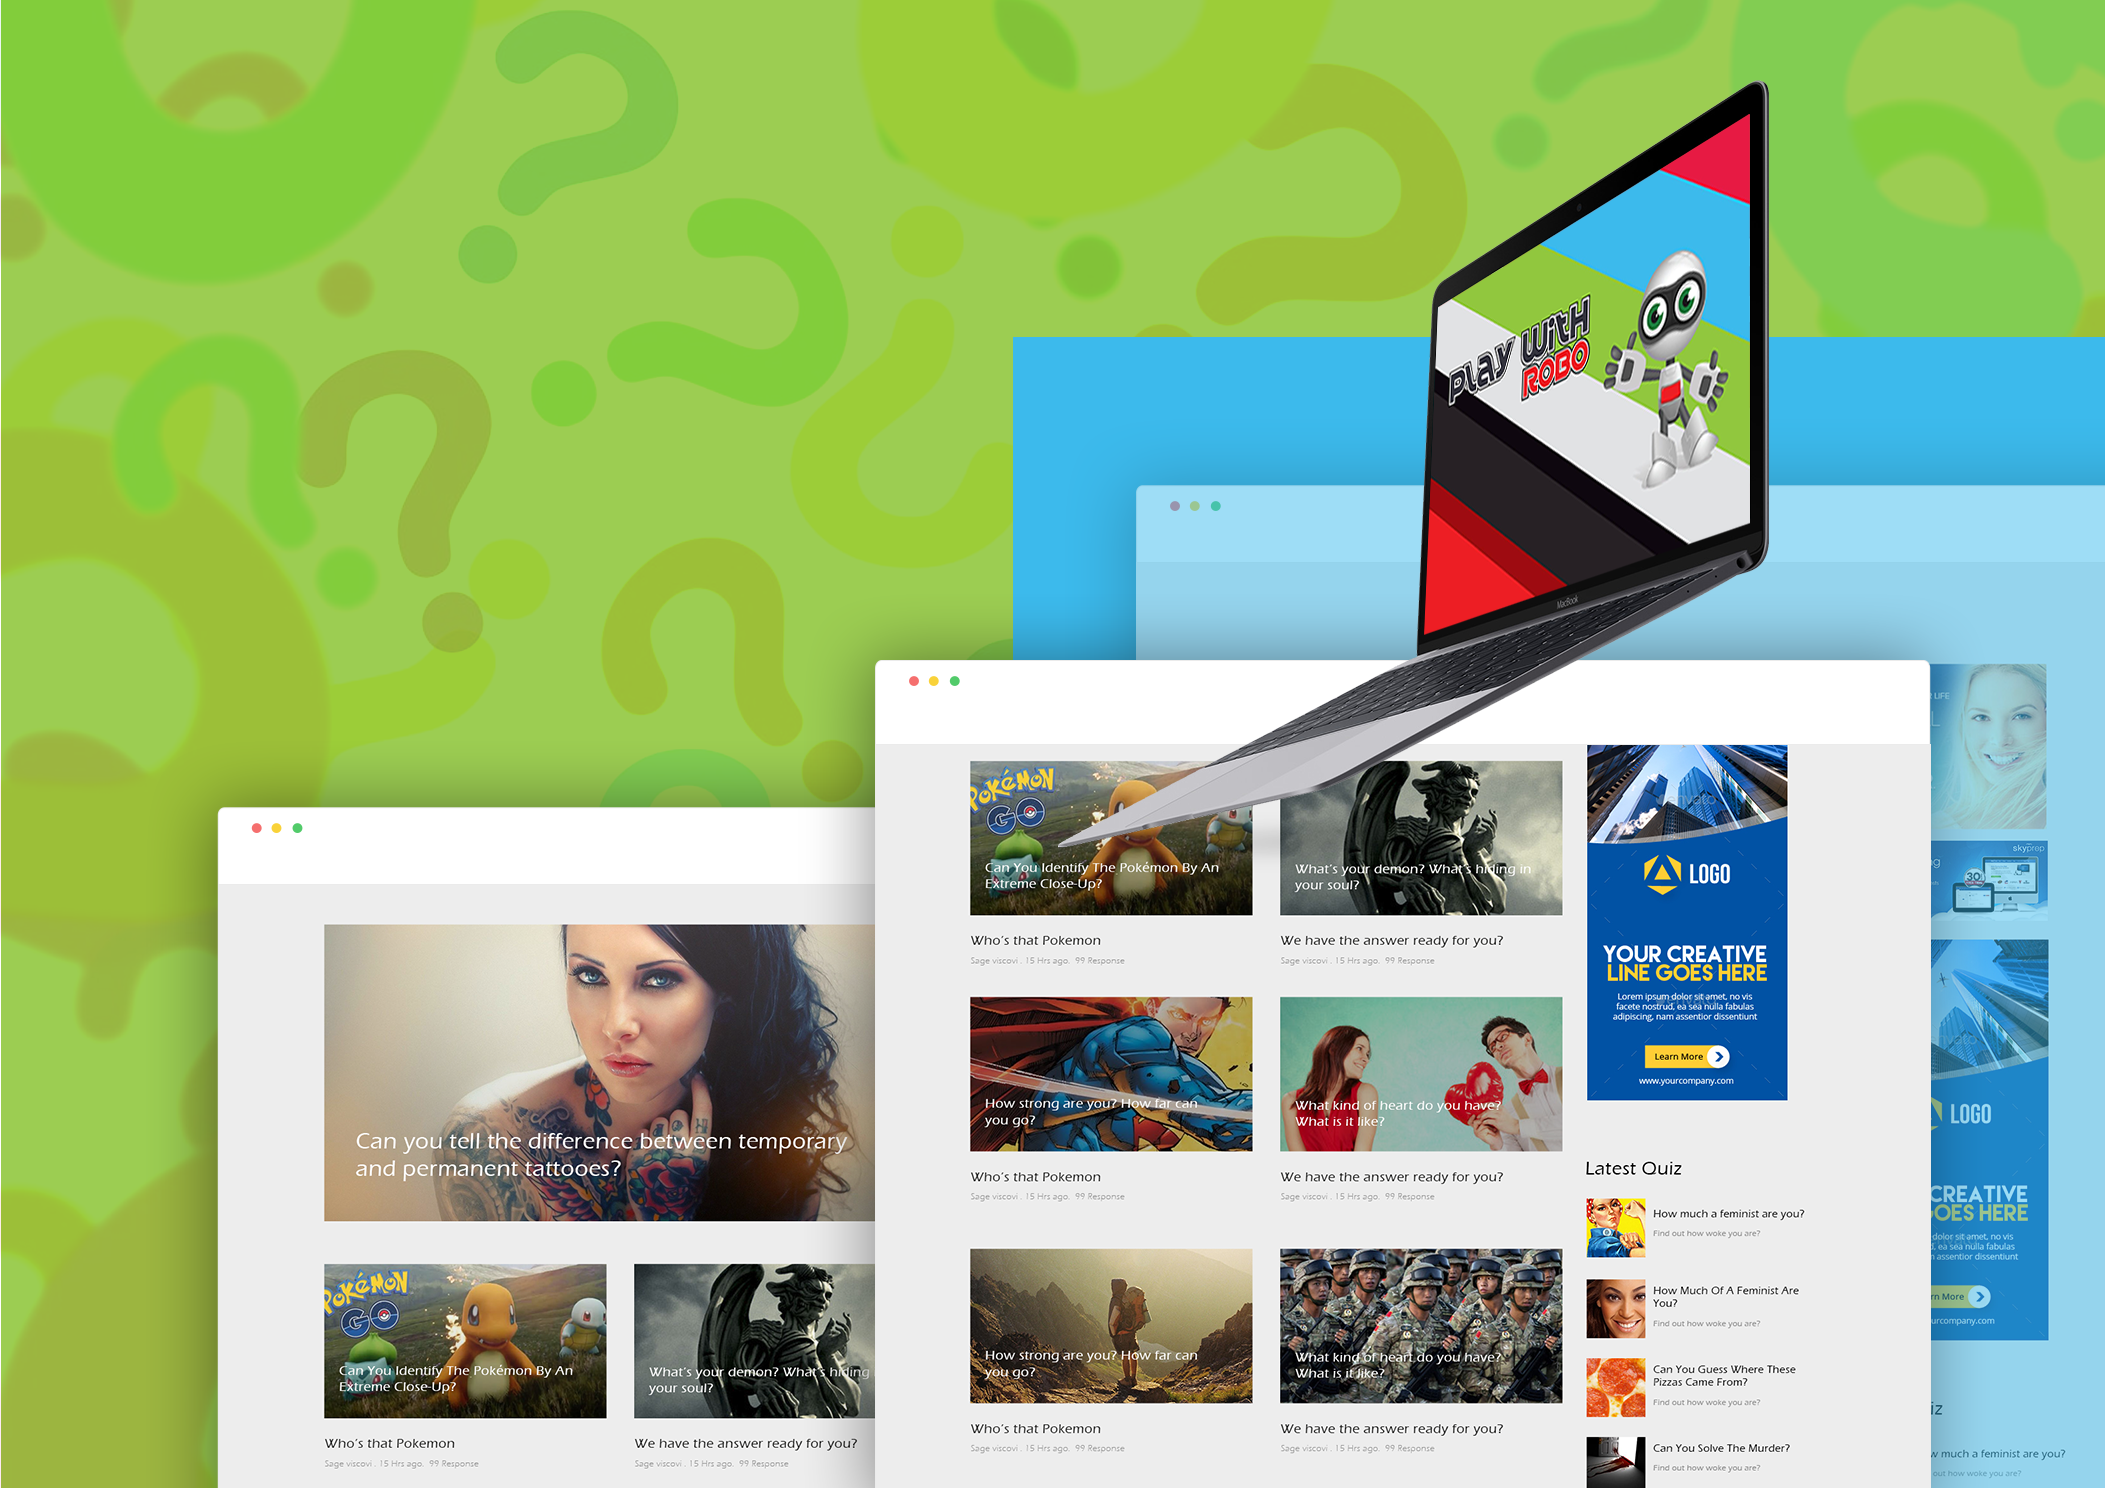 PLAY WITH
ROBO
MacBook
POKÉMON
GO
Can You Identify The Pokémon By An
Extreme Close-Up?
What's your demon? What's hiding in
your soul?
Who's that Pokemon
Sage viscovi . 15 Hrs ago. 99 Response
We have the answer ready for you?
Sage viscovi . 15 Hrs ago. 99 Response
How strong are you? How far can
you go?
What kind of heart do you have?
What is it like?
Who's that Pokemon
Sage viscovi . 15 Hrs ago. 99 Response
We have the answer ready for you?
Sage viscovi . 15 Hrs ago. 99 Response
How strong are you? How far can
you go?
What kind of heart do you have?
What is it like?
Who's that Pokemon
Sage viscovi . 15 Hrs ago. 99 Response
We have the answer ready for you?
Sage viscovi . 15 Hrs ago. 99 Response
envato
LOGO
YOUR CREATIVE
LINE GOES HERE
Lorem ipsum dolor sit amet, no vis
facete nostrud, ea sea nulla fabulas
adipiscing, nam assentior dissentiunt
Learn More
www.yourcompany.com
Latest Quiz
How much a feminist are you?
Find out how woke you are?
How Much Of A Feminist Are
You?
Find out how woke you are?
Can You Guess Where These
Pizzas Came From?
Find out how woke you are?
Can You Solve The Murder?
Find out how woke you are?
Can you tell the difference between temporary
and permanent tattooes?
POKÉMON
GO
Can You Identify The Pokémon By An
Extreme Close-Up?
What's your demon? What's hiding
your soul?
Who's that Pokemon
Sage viscovi . 15 Hrs ago. 99 Response
We have the answer ready for you?
Sage viscovi . 15 Hrs ago. 99 Response
LIFE
L
skyprep
30
LOGO
CREATIVE
GOES HERE
dolor sit amet, no vis
ea sea nulla fabulas
assentior dissentiunt
rn More
urcompany.com
iz
w much a feminist are you?
out how woke you are?